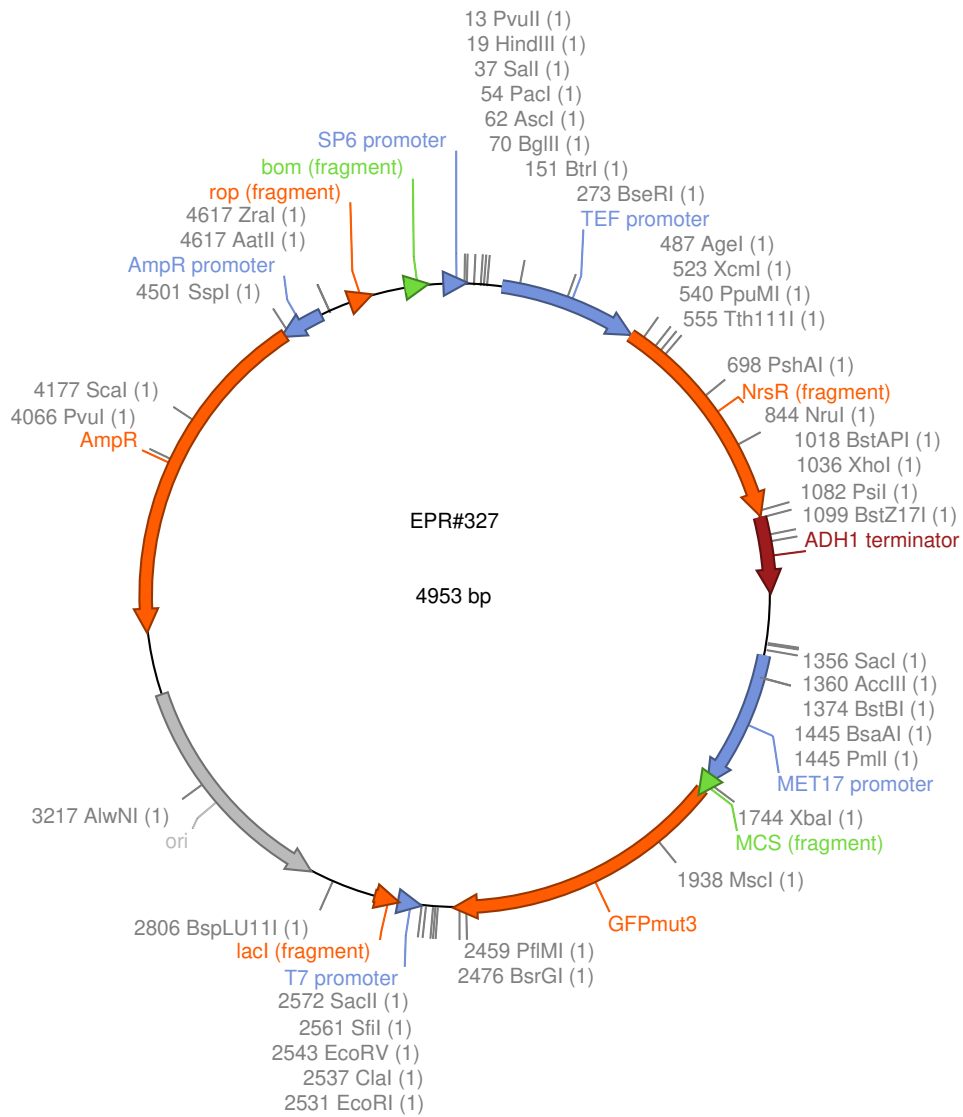 13 PvuII (1)
19 HindIII (1)
37 SalI (1)
54 PacI (1)
62 AscI (1)
70 BglII (1)
151 BtrI (1)
273 BseRI (1)
TEF promoter
487 AgeI (1)
523 XcmI (1)
540 PpuMI (1)
555 Tth111I (1)
698 PshAI (1)
NrsR (fragment)
844 NruI (1)
1018 BstAPI (1)
1036 XhoI (1)
1082 PsiI (1)
1099 BstZ17I (1)
ADH1 terminator
1356 SacI (1)
1360 AccIII (1)
1374 BstBI (1)
1445 BsaAI (1)
1445 PmlI (1)
MET17 promoter
1744 XbaI (1)
MCS (fragment)
1938 MscI (1)
GFPmut3
2459 PflMI (1)
2476 BsrGI (1)
SP6 promoter
bom (fragment)
rop (fragment)
4617 ZraI (1)
4617 AatII (1)
AmpR promoter
4501 SspI (1)
4177 ScaI (1)
4066 PvuI (1)
AmpR
EPR#327
4953 bp
3217 AlwNI (1)
ori
2806 BspLU11I (1)
lacI (fragment)
T7 promoter
2572 SacII (1)
2561 SfiI (1)
2543 EcoRV (1)
2537 ClaI (1)
2531 EcoRI (1)